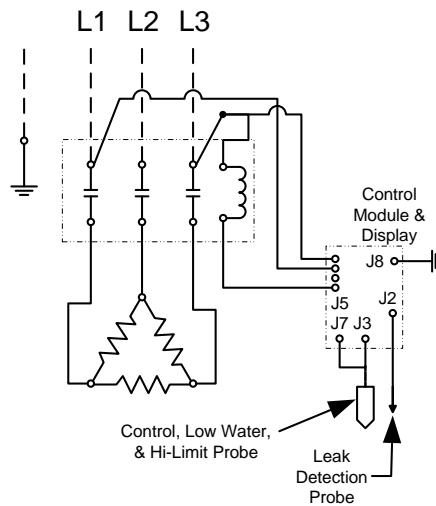 L1 L2 L3
Control
Module &
Display
J8
J5
J2
J7 J3
Control, Low Water,
& Hi-Limit Probe
Leak
Detection
Probe